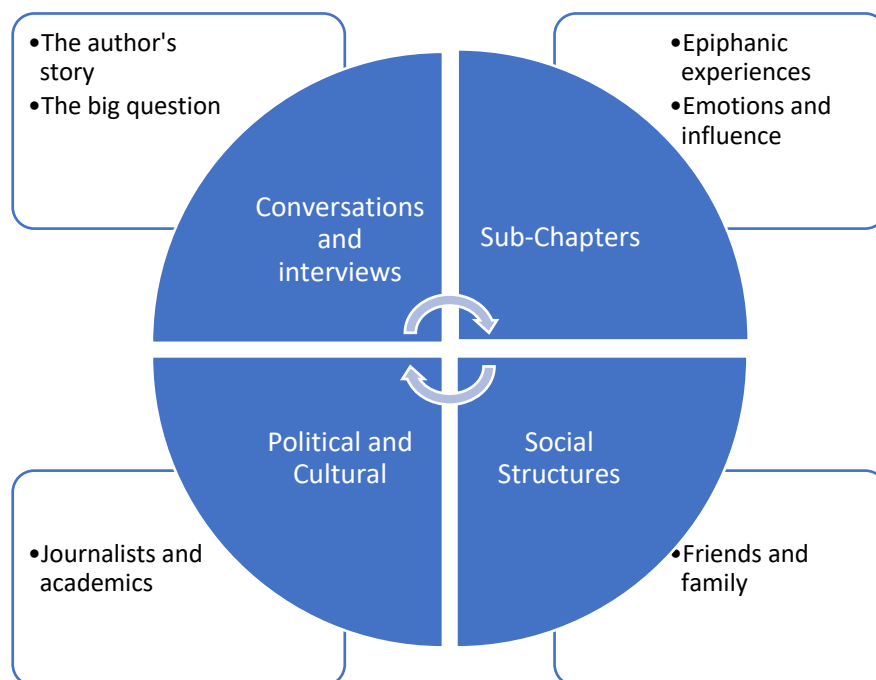 •The author's
story
•The big question
•Epiphanic
experiences
•Emotions and
influence
Conversations
and
interviews
Sub-Chapters
Political and
Cultural
Social
Structures
•Journalists and
academics
•Friends and
family